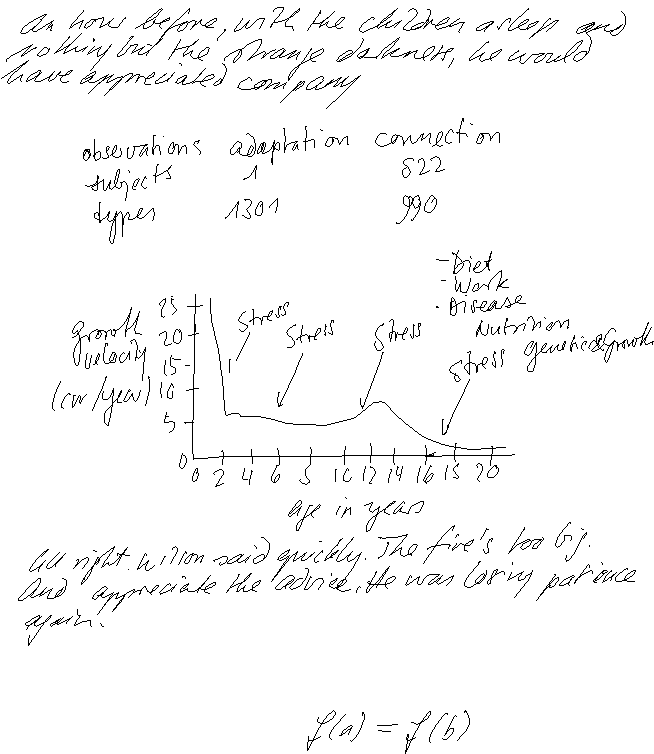 An hour before, with the children asleep and
nothing but the strange darkness, he would
have appreciated company
observations adaptation connection
subjects 1 822
types 1301 990
- Diet
- Work
- Disease
Nutrition
genetics Growth
growth
velocity
(cm/year)
25
20
15
10
5
0
Stress
Stress
Stress
Stress
0 2 4 6 8 10 12 14 16 18 20
age in years
All right. Wilson said quickly. The fire's too big.
And appreciate the advice. He was losing patience
again.
f(a) = f(b)